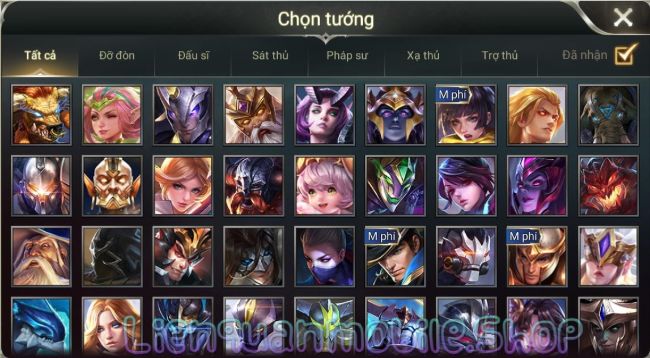 Chọn tướng
Tất cả Đỡ đòn Đấu sĩ Sát thủ Pháp sư Xạ thủ Trợ thủ Đã nhận
M phí
M phí M phí
Lienquanmobile.Shop